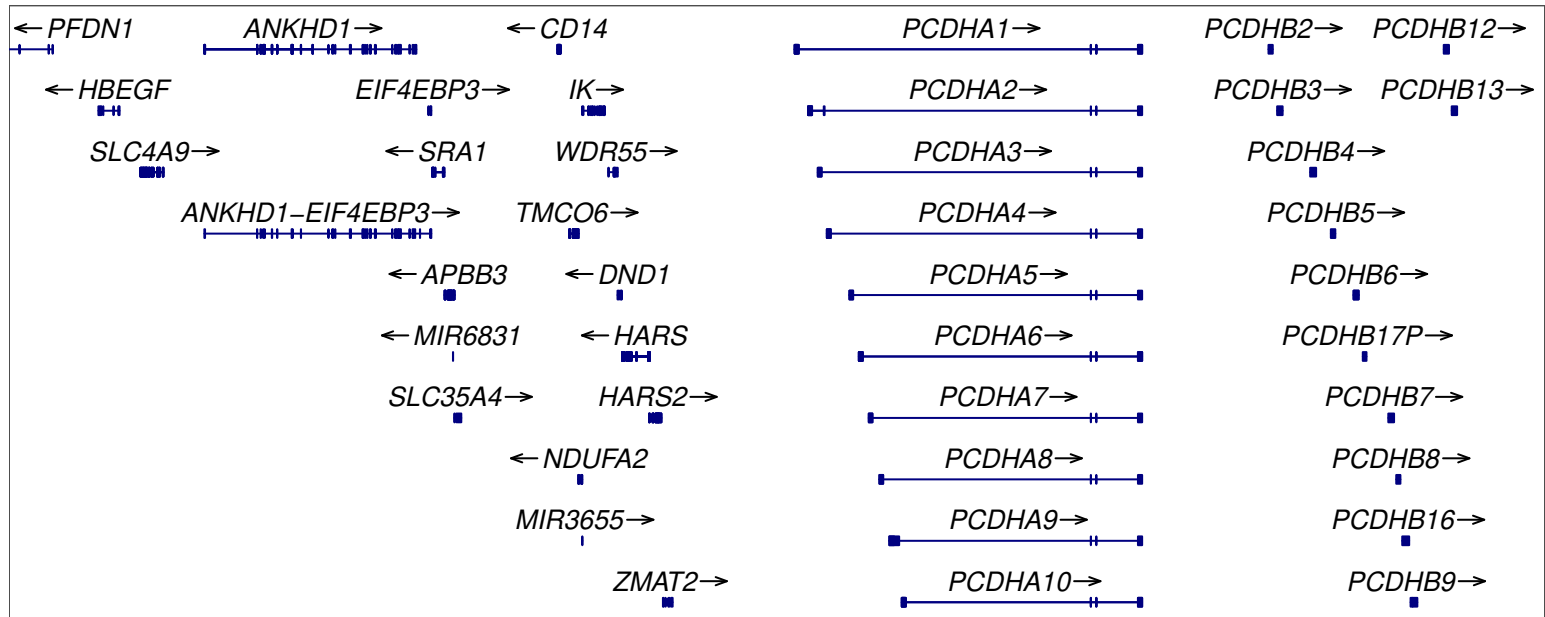 ←PFDN1 ANKHD1→ ←CD14 PCDHA1→ PCDHB2→ PCDHB12→
←HBEGF EIF4EBP3→ IK→ PCDHA2→ PCDHB3→ PCDHB13→
SLC4A9→ ←SRA1 WDR55→ PCDHA3→ PCDHB4→
ANKHD1−EIF4EBP3→ TMCO6→ PCDHA4→ PCDHB5→
←APBB3 ←DND1 PCDHA5→ PCDHB6→
←MIR6831 ←HARS PCDHA6→ PCDHB17P→
SLC35A4→ HARS2→ PCDHA7→ PCDHB7→
←NDUFA2 PCDHA8→ PCDHB8→
MIR3655→ PCDHA9→ PCDHB16→
ZMAT2→ PCDHA10→ PCDHB9→